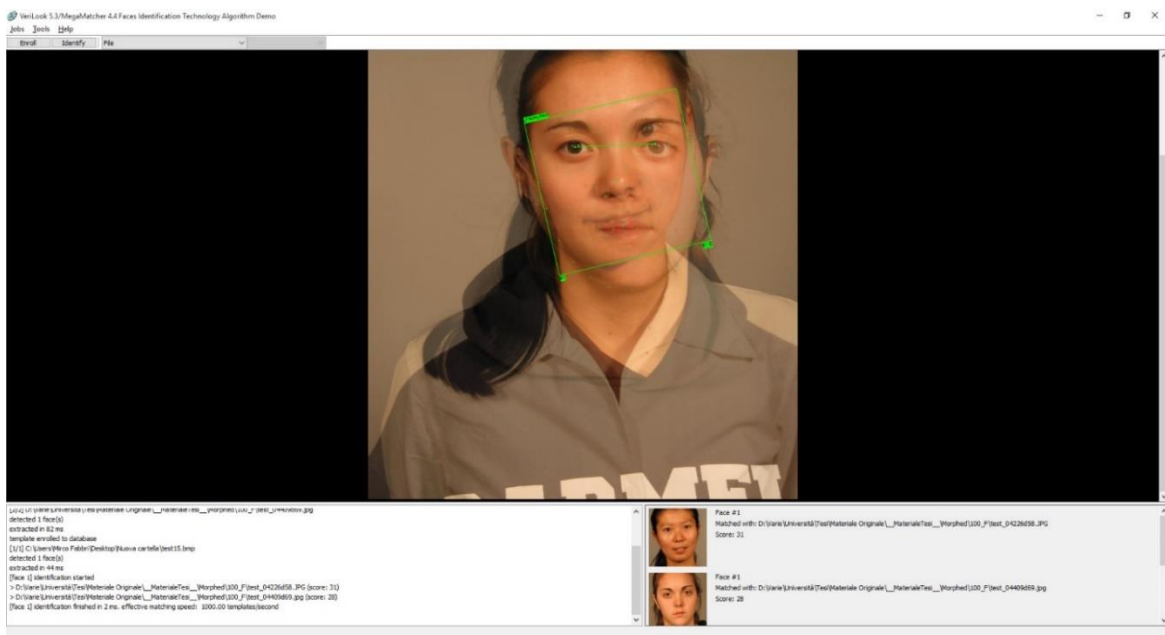 VeriLook 5.3/MegaMatcher 4.4 Faces Identification Technology Algorithm Demo
Jobs Tools Help
Enroll Identify File
detected 1 face(s)
extracted in 82 ms
template enrolled to database
[1/1] C:\Users\Mirco Fabbri\Desktop\Nuova cartella\test15.bmp
detected 1 face(s)
extracted in 44 ms
[face 1] identification started
> D:\Ilarie\Università\Tesi\Materiale Originale\__MaterialeTesi__\Morphed\100_F\test_04226d58.JPG (score: 31)
> D:\Ilarie\Università\Tesi\Materiale Originale\__MaterialeTesi__\Morphed\100_F\test_04409d69.jpg (score: 28)
[face 1] identification finished in 2 ms. effective matching speed: 1000.00 templates/second
Face #1
Matched with: D:\Ilarie\Università\Tesi\Materiale Originale\__MaterialeTesi__\Morphed\100_F\test_04226d58.JPG
Score: 31
Face #1
Matched with: D:\Ilarie\Università\Tesi\Materiale Originale\__MaterialeTesi__\Morphed\100_F\test_04409d69.jpg
Score: 28